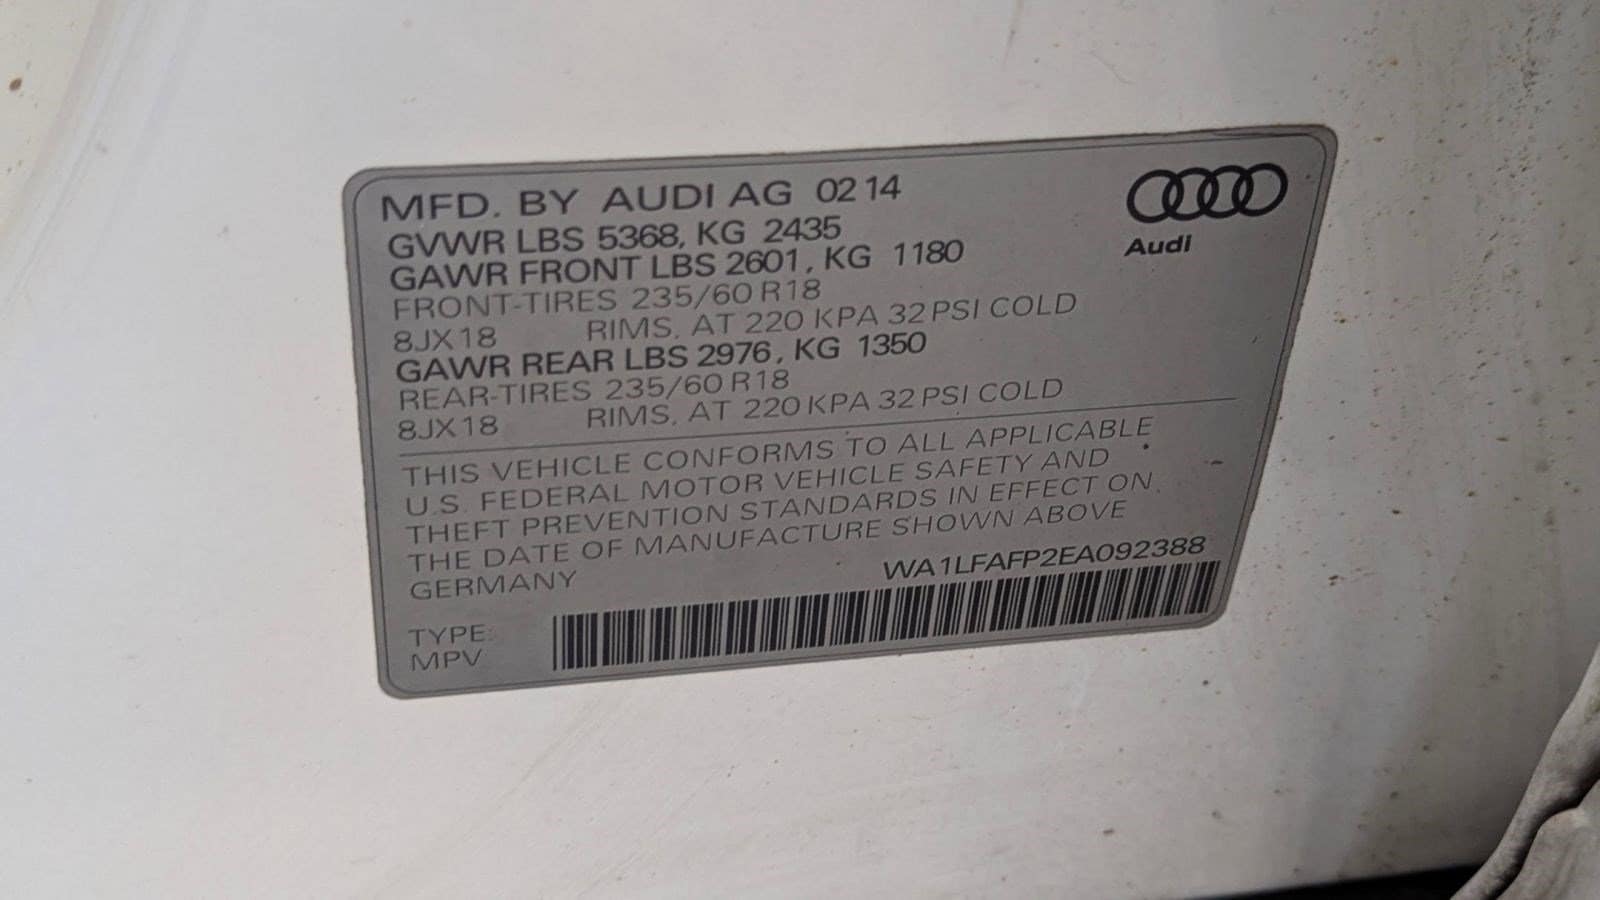 MFD. BY AUDI AG 02 14
GVWR LBS 5368, KG 2435
GAWR FRONT LBS 2601, KG 1180
FRONT-TIRES 235/60 R18
8JX18 RIMS, AT 220 KPA 32 PSI COLD
GAWR REAR LBS 2976, KG 1350
REAR-TIRES 235/60 R18
8JX18 RIMS, AT 220 KPA 32 PSI COLD
Audi
THIS VEHICLE CONFORMS TO ALL APPLICABLE
U.S. FEDERAL MOTOR VEHICLE SAFETY AND
THEFT PREVENTION STANDARDS IN EFFECT ON
THE DATE OF MANUFACTURE SHOWN ABOVE
GERMANY WA1LFAFP2EA092388
TYPE:
MPV